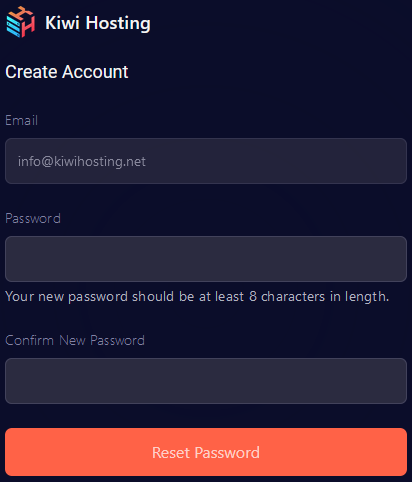 Kiwi Hosting
Create Account
Email
info@kiwihosting.net
Password
Your new password should be at least 8 characters in length.
Confirm New Password
Reset Password